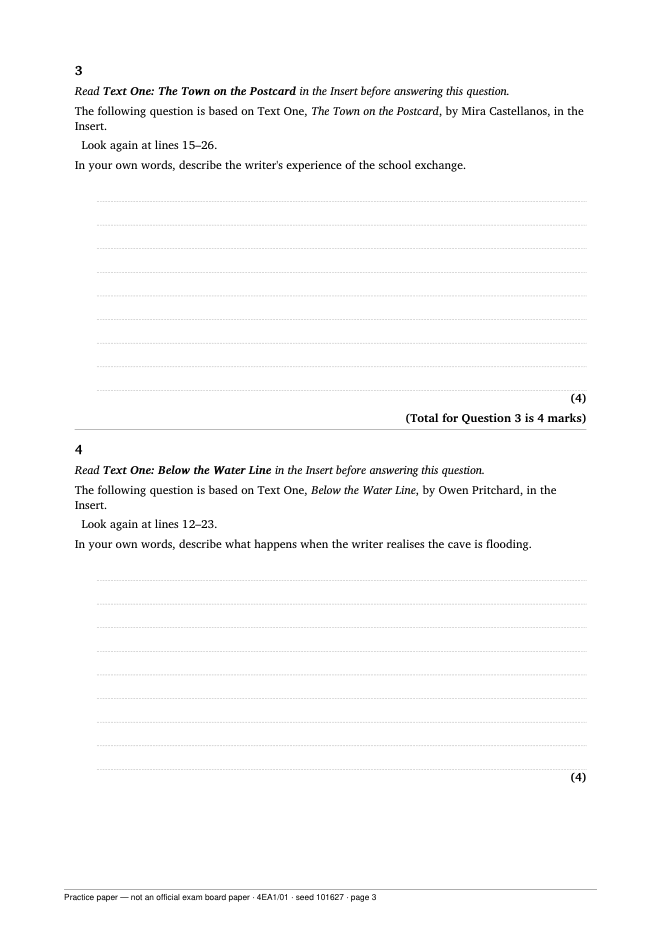 3
Read Text One: The Town on the Postcard in the Insert before answering this question.
The following question is based on Text One, The Town on the Postcard, by Mira Castellanos, in the
Insert.
Look again at lines 15–26.
In your own words, describe the writer's experience of the school exchange.
(4)
(Total for Question 3 is 4 marks)
4
Read Text One: Below the Water Line in the Insert before answering this question.
The following question is based on Text One, Below the Water Line, by Owen Pritchard, in the
Insert.
Look again at lines 12–23.
In your own words, describe what happens when the writer realises the cave is flooding.
(4)
Practice paper — not an official exam board paper · 4EA1/01 · seed 101627 · page 3